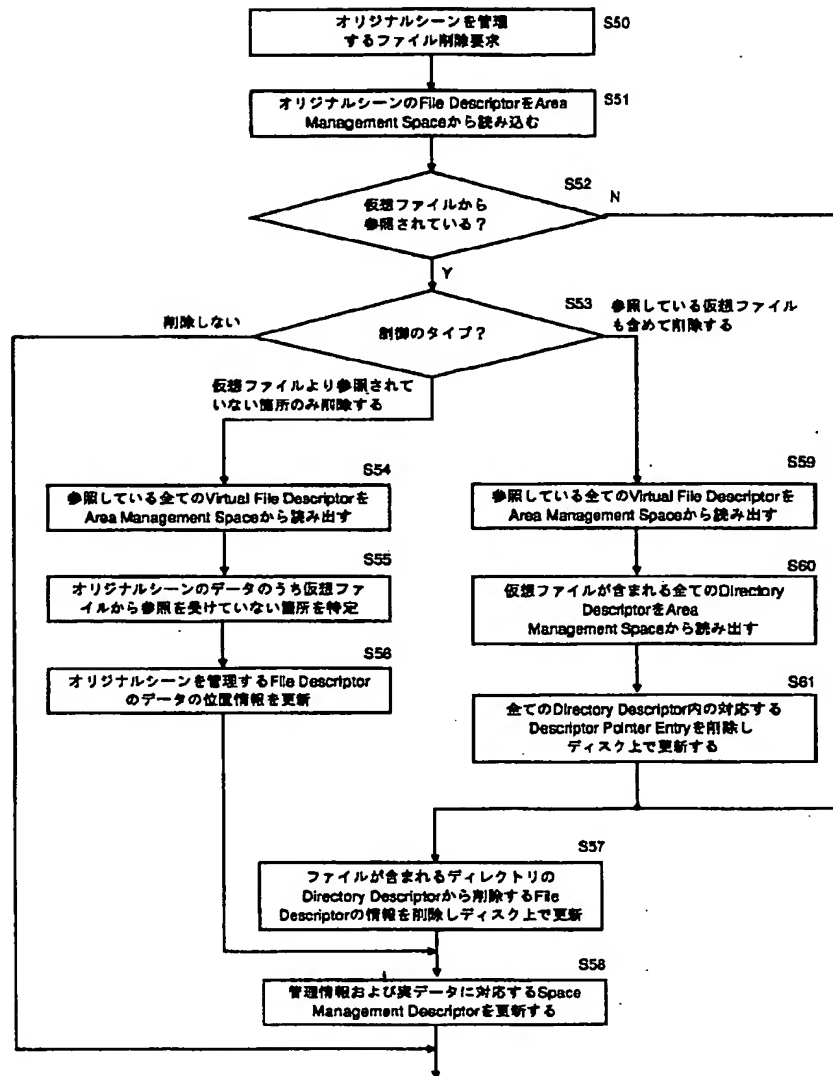 オリジナルシーンを管理
するファイル削除要求
S50
オリジナルシーンのFile DescriptorをArea
Management Spaceから読み込む
S51
S52
仮想ファイルから
参照されている？
N
Y
S53
制御のタイプ？
削除しない
参照している仮想ファイル
も含めて削除する
仮想ファイルより参照されて
いない箇所のみ削除する
S54
参照している全てのVirtual File Descriptorを
Area Management Spaceから読み出す
S55
オリジナルシーンのデータのうち仮想ファ
イルから参照を受けていない箇所を特定
S56
オリジナルシーンを管理するFile Descriptor
のデータの位置情報を更新
S59
参照している全てのVirtual File Descriptorを
Area Management Spaceから読み出す
S60
仮想ファイルが含まれる全てのDirectory
DescriptorをArea
Management Spaceから読み出す
S61
全てのDirectory Descriptor内の対応する
Descriptor Pointer Entryを削除し
ディスク上で更新する
S57
ファイルが含まれるディレクトリの
Directory Descriptorから削除するFile
Descriptorの情報を削除しディスク上で更新
S58
管理情報および実データに対応するSpace
Management Descriptorを更新する